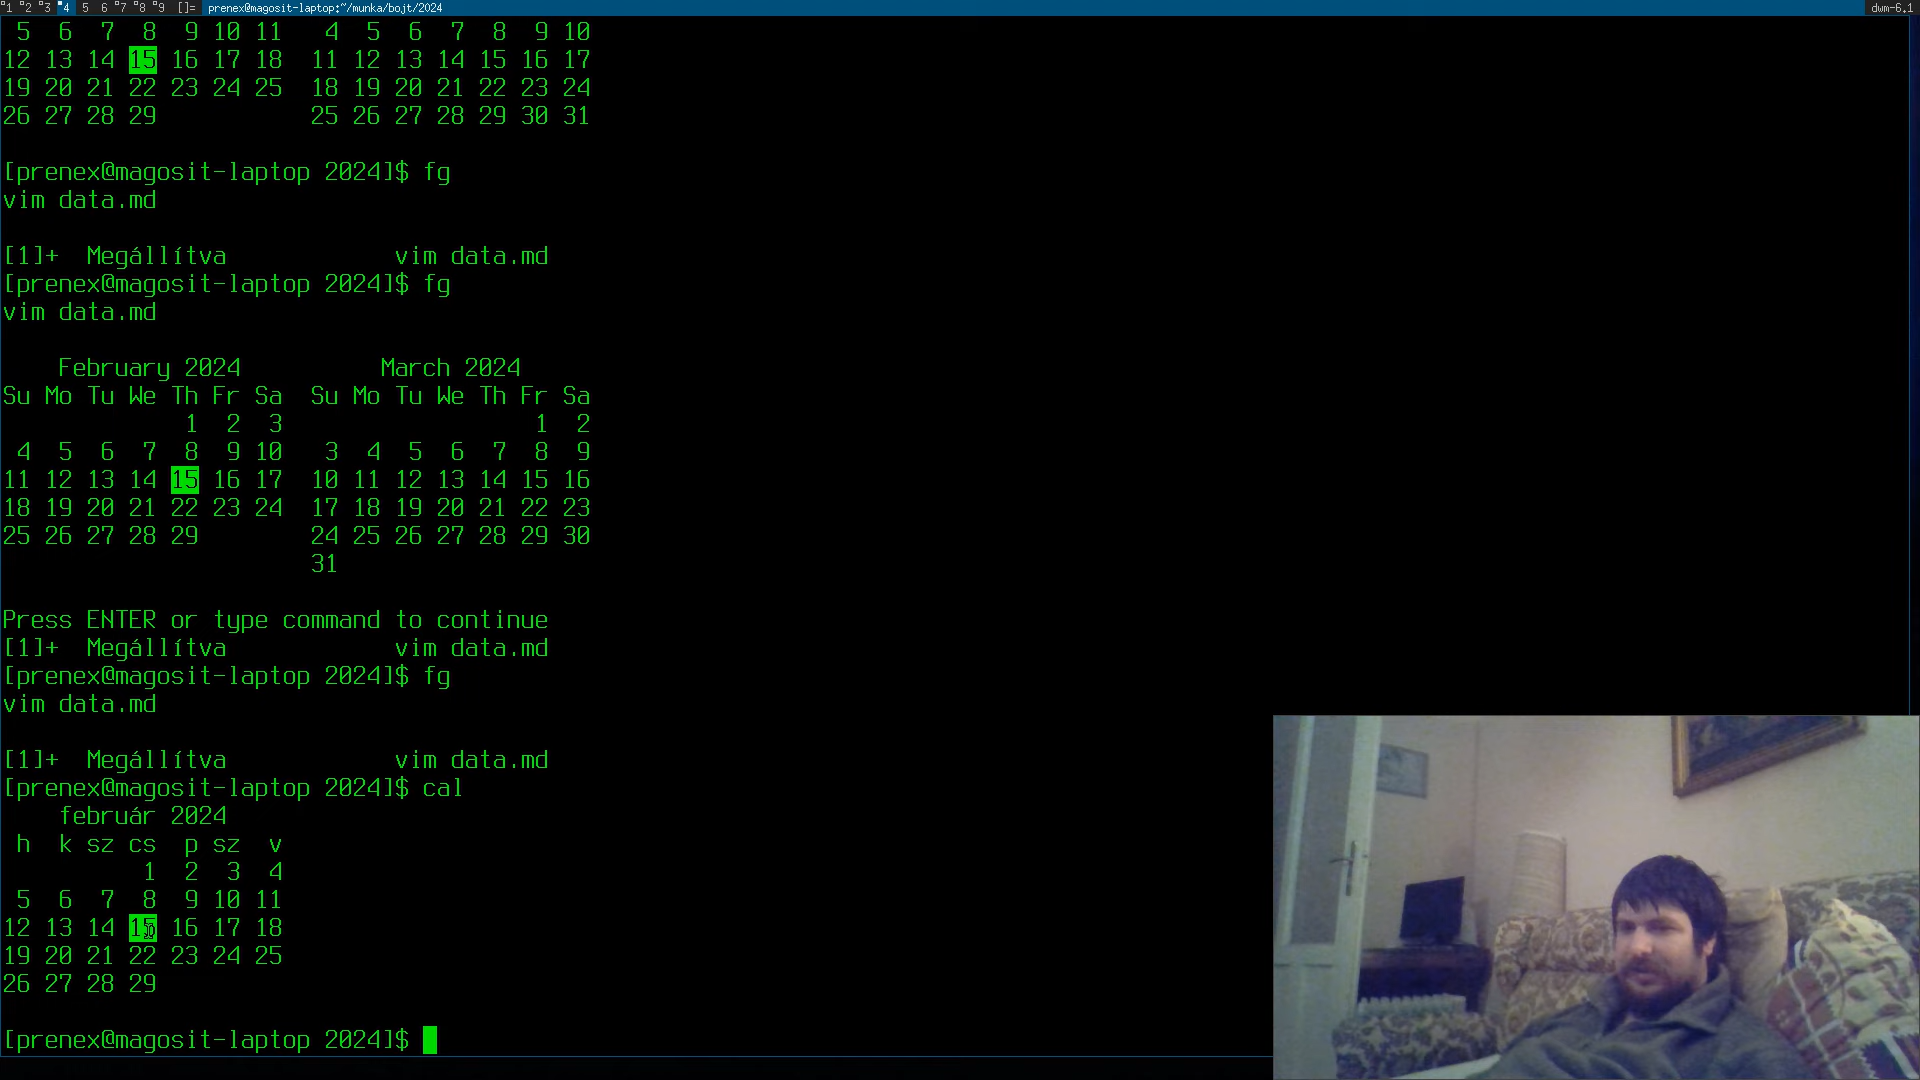 1 2 3 4 5 6 7 8 9 []= prenex@magosit-laptop:~/munka/bojt/2024 dwm-6.1
5 6 7 8 9 10 11 4 5 6 7 8 9 10
12 13 14 15 16 17 18 11 12 13 14 15 16 17
19 20 21 22 23 24 25 18 19 20 21 22 23 24
26 27 28 29 25 26 27 28 29 30 31
[prenex@magosit-laptop 2024]$ fg
vim data.md
[1]+ Megállítva vim data.md
[prenex@magosit-laptop 2024]$ fg
vim data.md
February 2024 March 2024
Su Mo Tu We Th Fr Sa Su Mo Tu We Th Fr Sa
1 2 3 1 2
4 5 6 7 8 9 10 3 4 5 6 7 8 9
11 12 13 14 15 16 17 10 11 12 13 14 15 16
18 19 20 21 22 23 24 17 18 19 20 21 22 23
25 26 27 28 29 24 25 26 27 28 29 30
31
Press ENTER or type command to continue
[1]+ Megállítva vim data.md
[prenex@magosit-laptop 2024]$ fg
vim data.md
[1]+ Megállítva vim data.md
[prenex@magosit-laptop 2024]$ cal
február 2024
h k sz cs p sz v
1 2 3 4
5 6 7 8 9 10 11
12 13 14 15 16 17 18
19 20 21 22 23 24 25
26 27 28 29
[prenex@magosit-laptop 2024]$